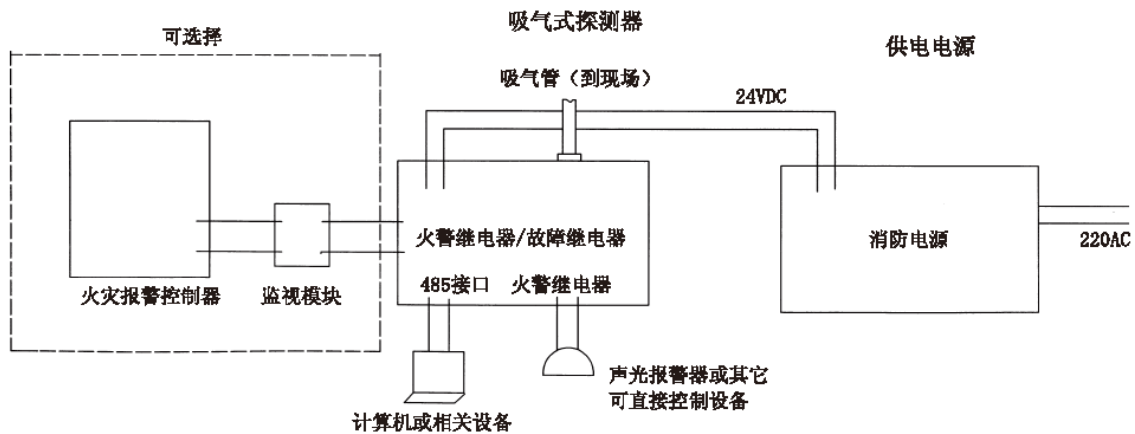 吸气式探测器
可选择
供电电源
吸气管（到现场）
24VDC
火警继电器/故障继电器
消防电源
220AC
485接口 火警继电器
火灾报警控制器 监视模块
声光报警器或其它
可直接控制设备
计算机或相关设备